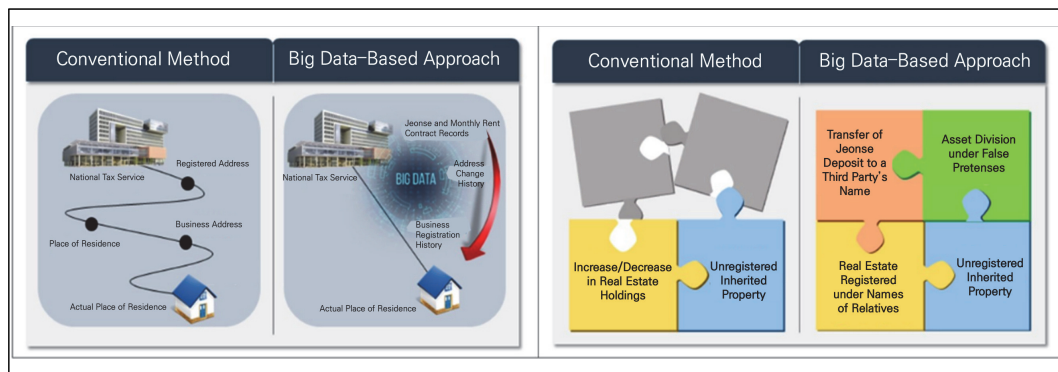 Conventional Method
Big Data-Based Approach
National Tax Service
Registered Address
Place of Residence
Business Address
Actual Place of Residence
National Tax Service
Jeonse and Monthly Rent
Contract Records
Address
Change
History
BIG DATA
Business
Registration
History
Actual Place of Residence
Conventional Method
Big Data-Based Approach
Increase/Decrease
in Real Estate
Holdings
Unregistered
Inherited
Property
Transfer of
Jeonse
Deposit to a
Third Party's
Name
Asset Division
under False
Pretenses
Real Estate
Registered
under Names
of Relatives
Unregistered
Inherited
Property